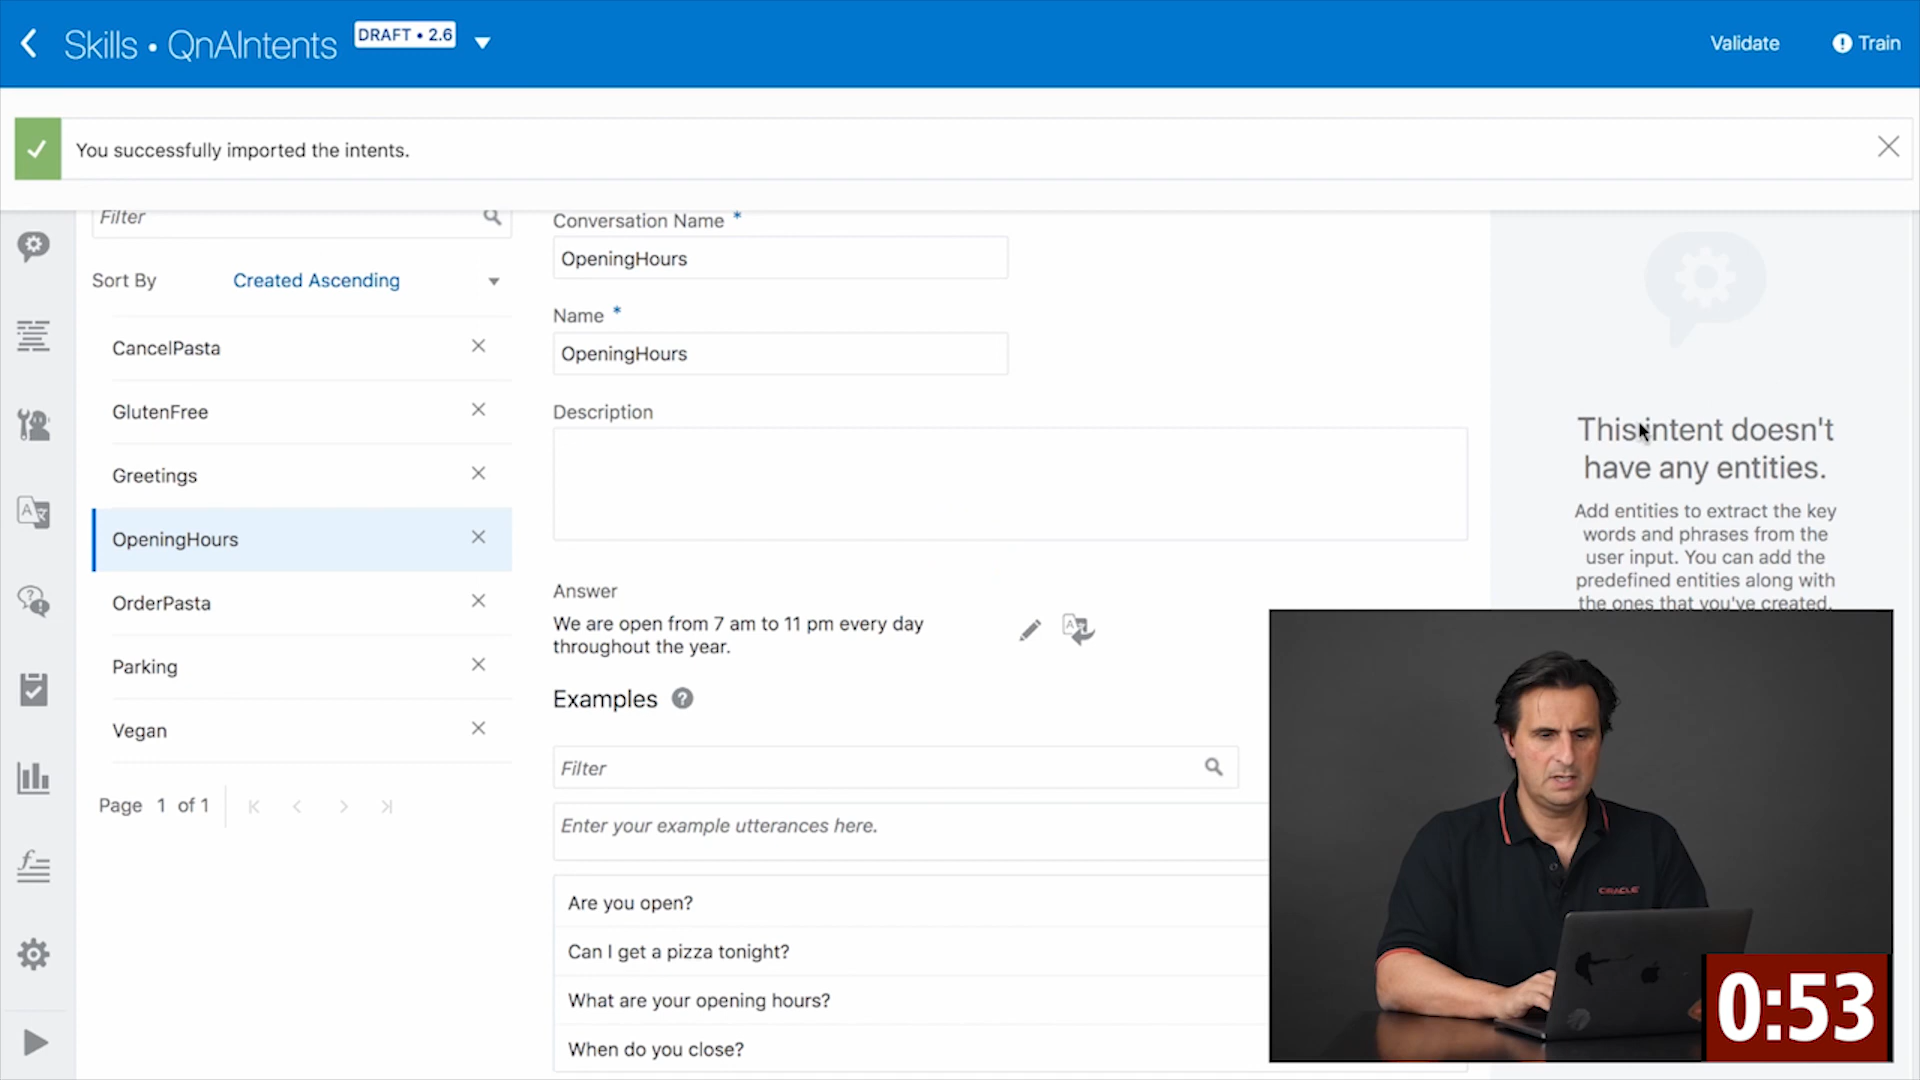 Skills • QnAIntents
DRAFT • 2.6
Validate
Train
You successfully imported the intents.
Filter
Sort By
Created Ascending
CancelPasta
GlutenFree
Greetings
OpeningHours
OrderPasta
Parking
Vegan
Page 1 of 1
Conversation Name *
OpeningHours
Name *
OpeningHours
Description
Answer
We are open from 7 am to 11 pm every day
throughout the year.
Examples
Filter
Enter your example utterances here.
Are you open?
Can I get a pizza tonight?
What are your opening hours?
When do you close?
This intent doesn't
have any entities.
Add entities to extract the key
words and phrases from the
user input. You can add the
predefined entities along with
the ones that you've created.
ORACLE
0:53